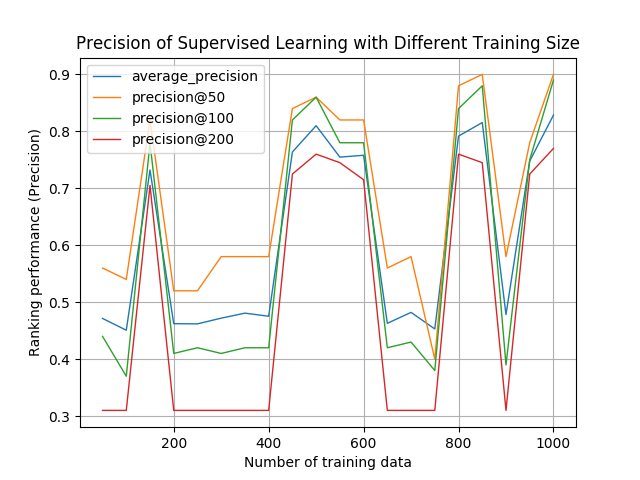 Precision of Supervised Learning with Different Training Size
average_precision
precision@50
precision@100
precision@200
Ranking performance (Precision)
0.9
0.8
0.7
0.6
0.5
0.4
0.3
200
400
600
800
1000
Number of training data